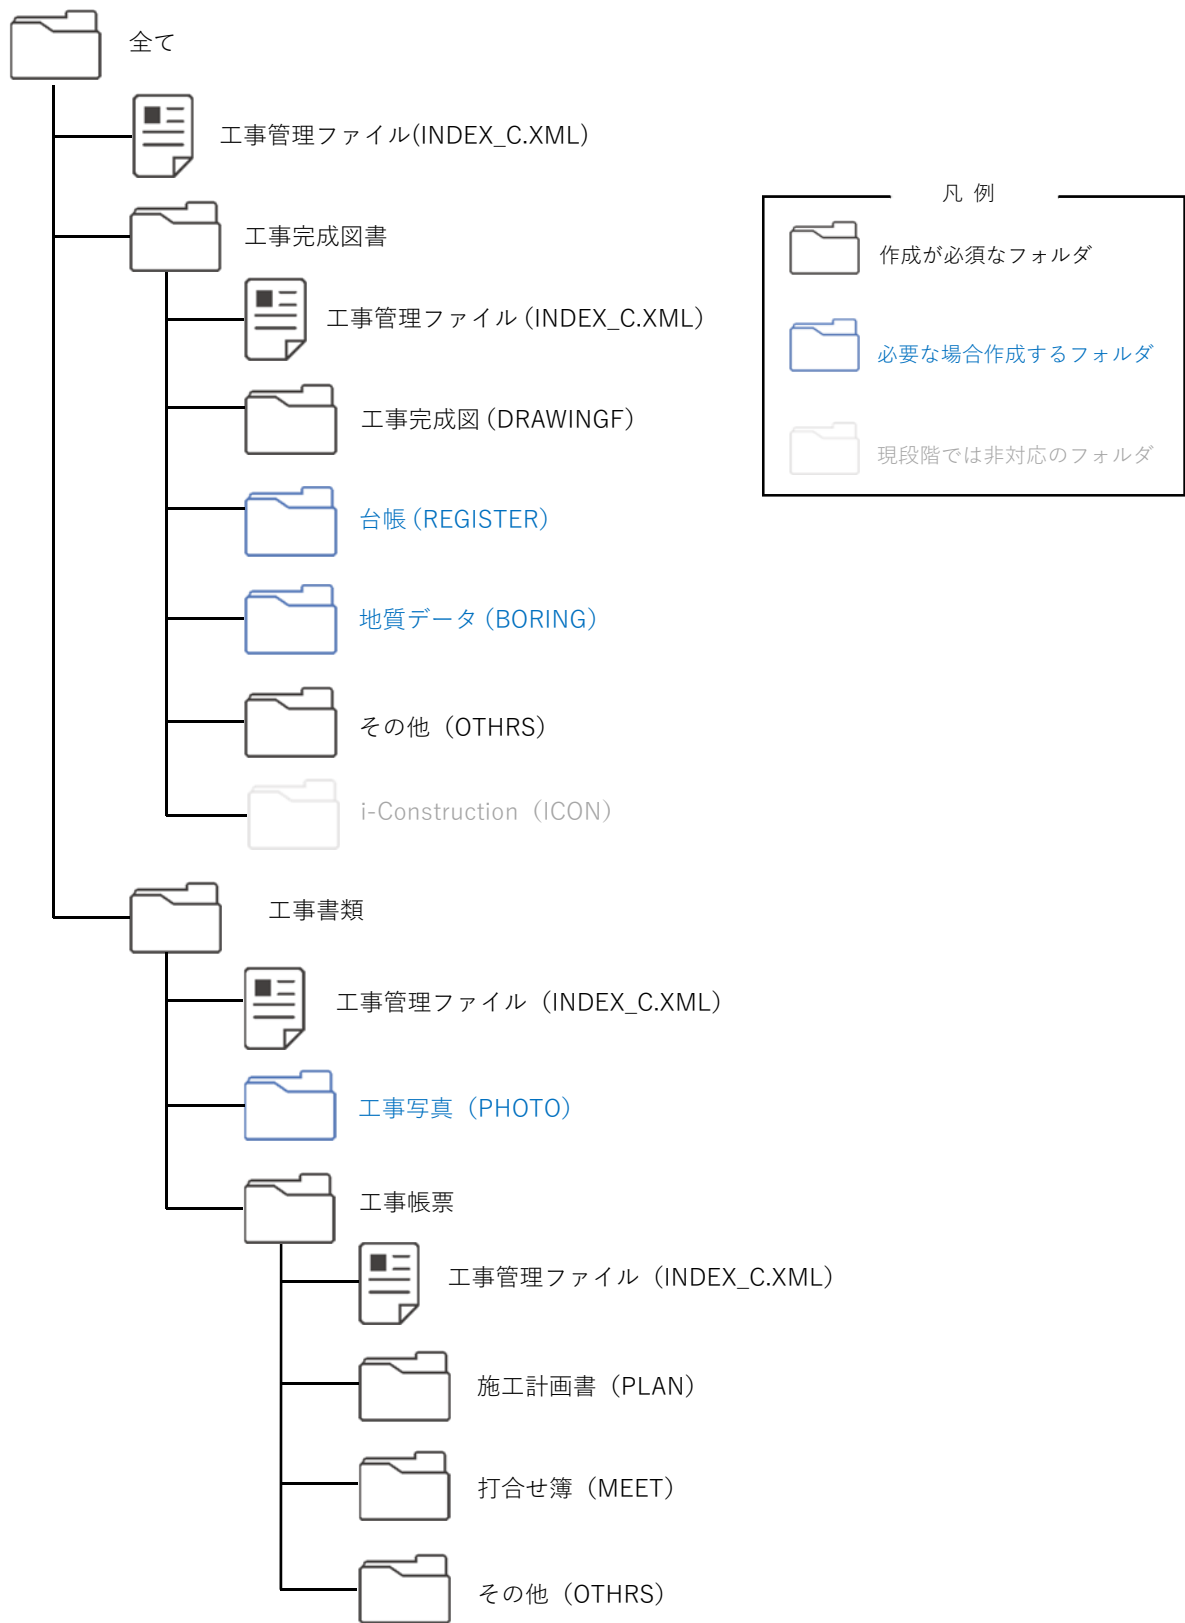 全て
工事管理ファイル(INDEX_C.XML)
凡 例
工事完成図書
作成が必須なフォルダ
工事管理ファイル(INDEX_C.XML)
必要な場合作成するフォルダ
工事完成図(DRAWINGF)
現段階では非対応のフォルダ
台帳(REGISTER)
地質データ(BORING)
その他（OTHRS）
i-Construction（ICON）
工事書類
工事管理ファイル（INDEX_C.XML）
工事写真（PHOTO）
工事帳票
工事管理ファイル（INDEX_C.XML）
施工計画書（PLAN）
打合せ簿（MEET）
その他（OTHRS）